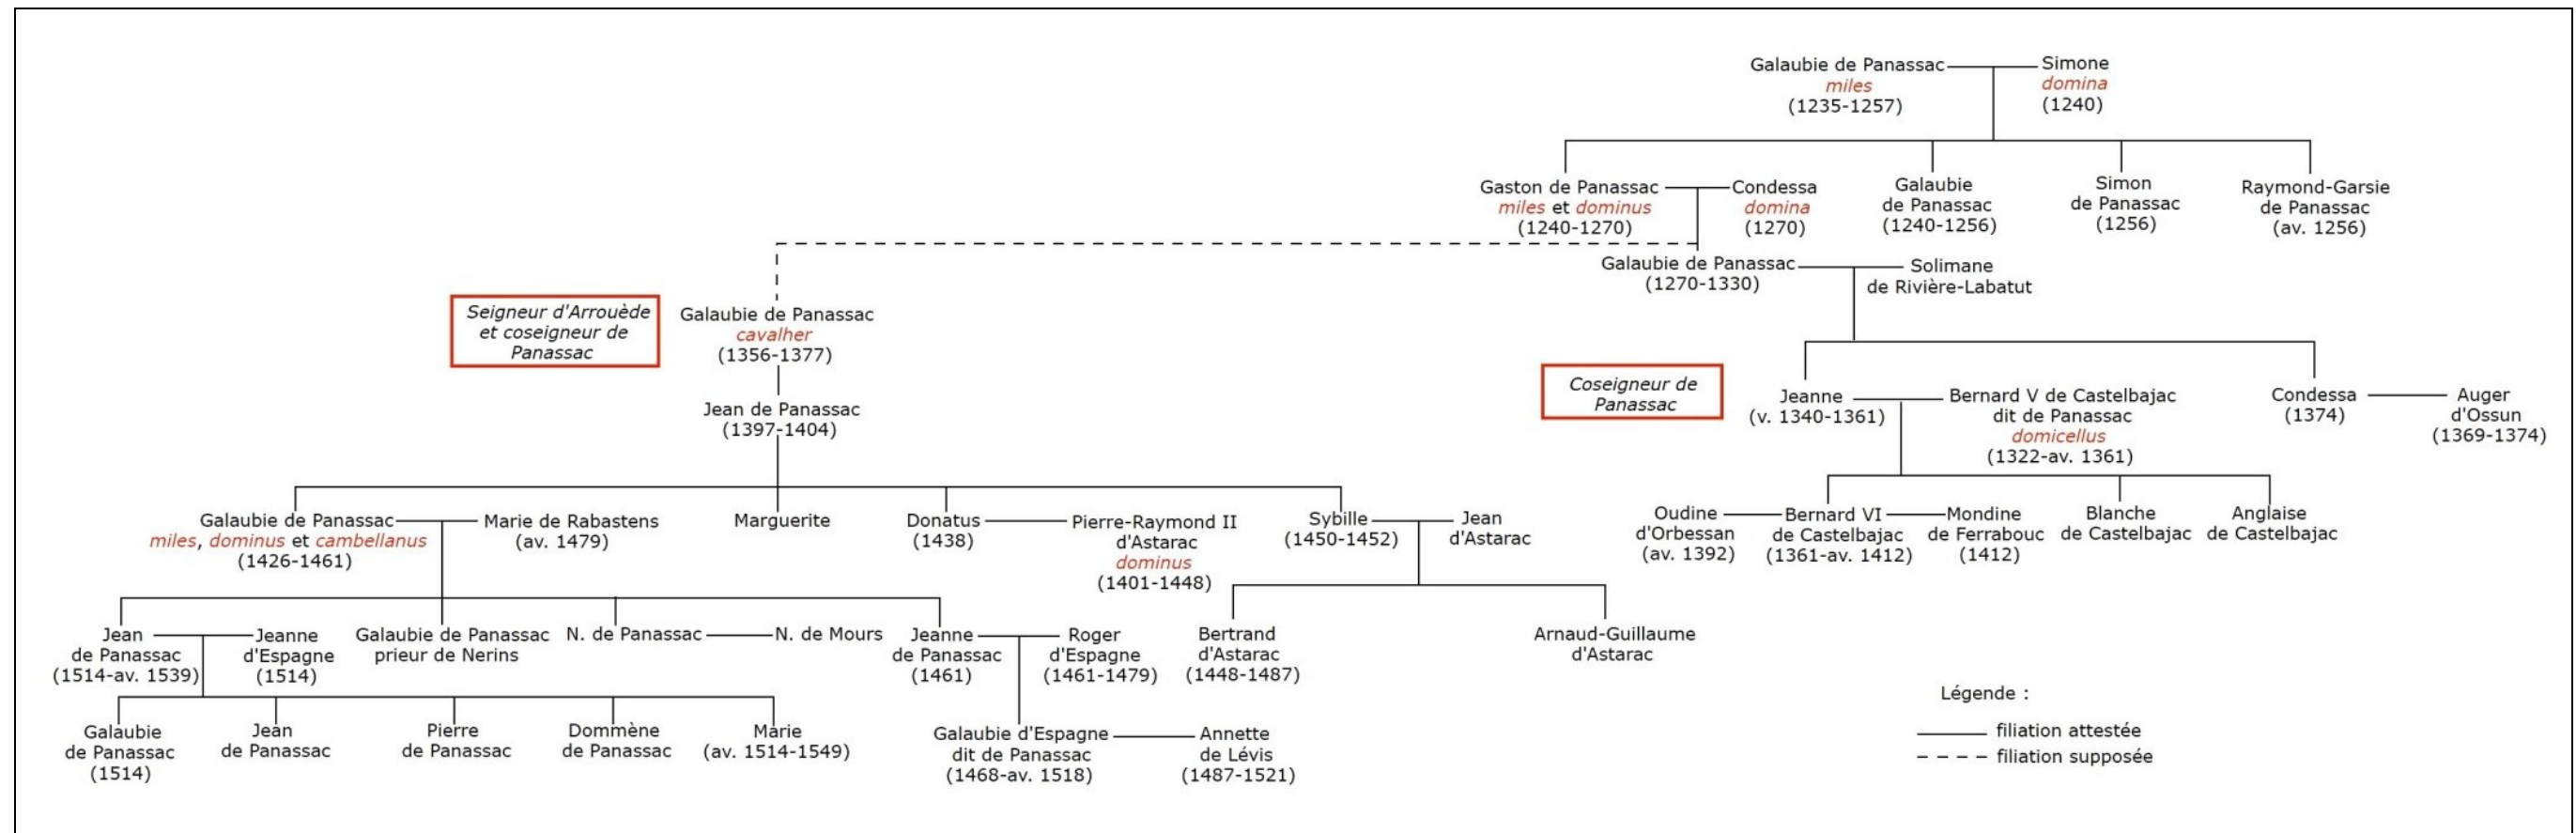 Galaubie de Panassac
miles
(1235-1257)
Simone
domina
(1240)
Gaston de Panassac
miles et dominus
(1240-1270)
Condessa
domina
(1270)
Galaubie
de Panassac
(1240-1256)
Simon
de Panassac
(1256)
Raymond-Garsie
de Panassac
(av. 1256)
Galaubie de Panassac
(1270-1330)
Solimane
de Rivière-Labatut
Seigneur d'Arrouède
et coseigneur de
Panassac
Galaubie de Panassac
cavalher
(1356-1377)
Jean de Panassac
(1397-1404)
Coseigneur de
Panassac
Jeanne
(v. 1340-1361)
Bernard V de Castelbajac
dit de Panassac
domicellus
(1322-av. 1361)
Condessa
(1374)
Auger
d'Ossun
(1369-1374)
Galaubie de Panassac
miles, dominus et cambellanus
(1426-1461)
Marie de Rabastens
(av. 1479)
Marguerite
Donatus
(1438)
Pierre-Raymond II
d'Astarac
dominus
(1401-1448)
Sybille
(1450-1452)
Jean
d'Astarac
Oudine
d'Orbessan
(av. 1392)
Bernard VI
de Castelbajac
(1361-av. 1412)
Mondine
de Ferrabouc
(1412)
Blanche
de Castelbajac
Anglaise
de Castelbajac
Jean
de Panassac
(1514-av. 1539)
Jeanne
d'Espagne
(1514)
Galaubie de Panassac
prieur de Nerins
N. de Panassac
N. de Mours
Jeanne
de Panassac
(1461)
Roger
d'Espagne
(1461-1479)
Bertrand
d'Astarac
(1448-1487)
Arnaud-Guillaume
d'Astarac
Galaubie
de Panassac
(1514)
Jean
de Panassac
Pierre
de Panassac
Dommène
de Panassac
Marie
(av. 1514-1549)
Galaubie d'Espagne
dit de Panassac
(1468-av. 1518)
Annette
de Lévis
(1487-1521)
Légende :
filiation attestée
filiation supposée